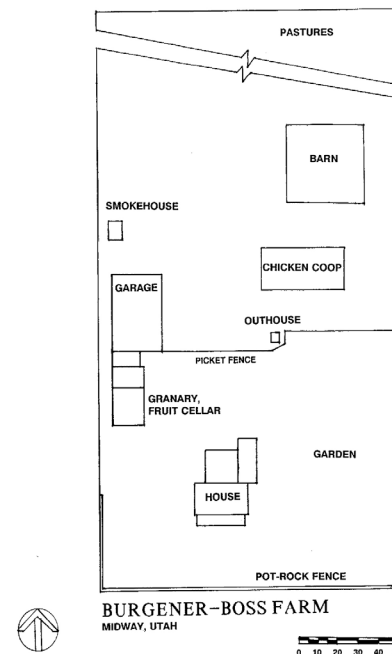 PASTURES
BARN
SMOKEHOUSE
CHICKEN COOP
GARAGE
OUTHOUSE
PICKET FENCE
GRANARY,
FRUIT CELLAR
GARDEN
HOUSE
POT-ROCK FENCE
BURGENER-BOSS FARM
MIDWAY, UTAH
0 10 20 30 40